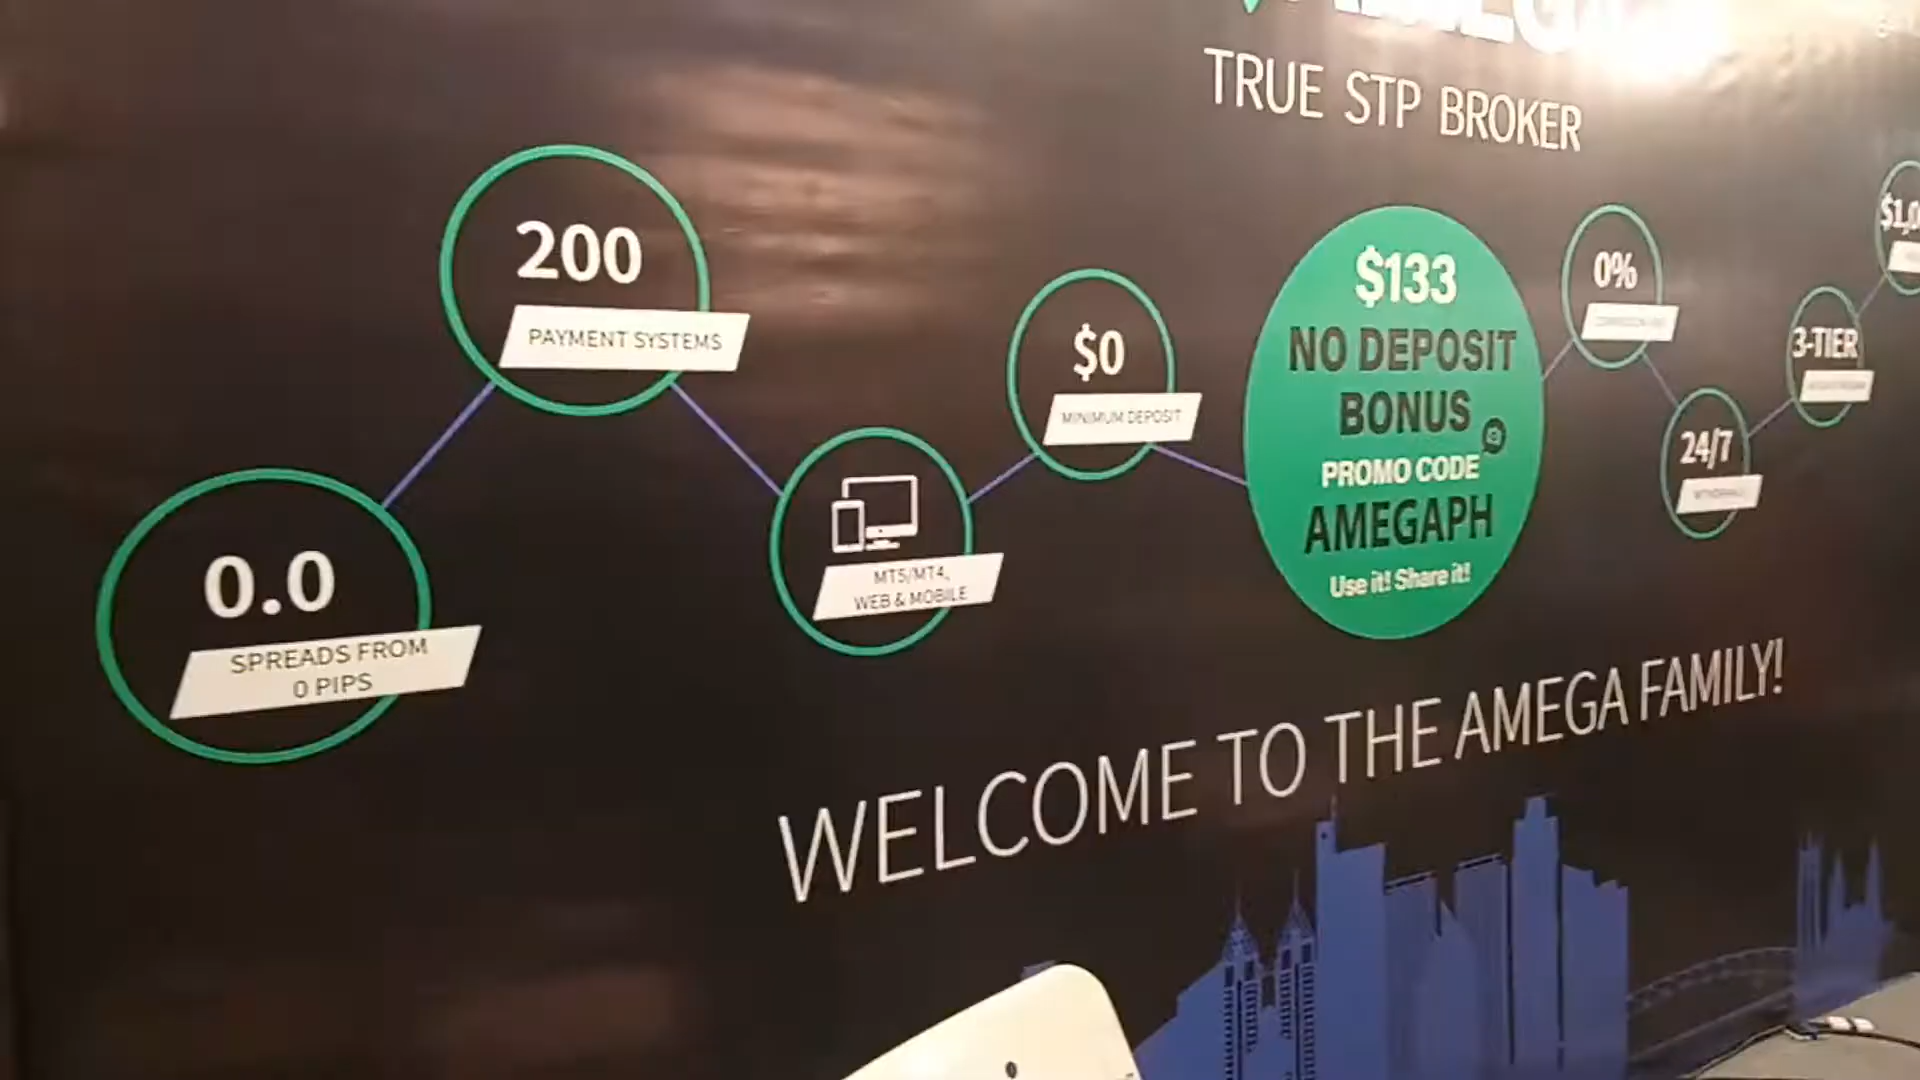 TRUE STP BROKER
200
PAYMENT SYSTEMS
0.0
SPREADS FROM
0 PIPS
MT5/MT4,
WEB & MOBILE
$0
MINIMUM DEPOSIT
$133
NO DEPOSIT
BONUS
PROMO CODE
AMEGAPH
Use it! Share it!
0%
24/7
3-TIER
WELCOME TO THE AMEGA FAMILY!